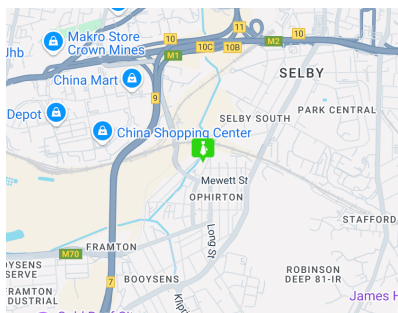 11
10
10
Makro Store
Crown Mines
10C
10B
M2
M1
Jhb
SELBY
China Mart
9
PARK CENTRAL
Depot
SELBY SOUTH
China Shopping Center
Mewett St
OPHIRTON
STAFFORD
Long St
FRAMTON
M70
ROBINSON
DEEP 81-IR
OYSENS
SERVE
7
BOOYSENS
FRAMTON
DUSTRIAL
James H